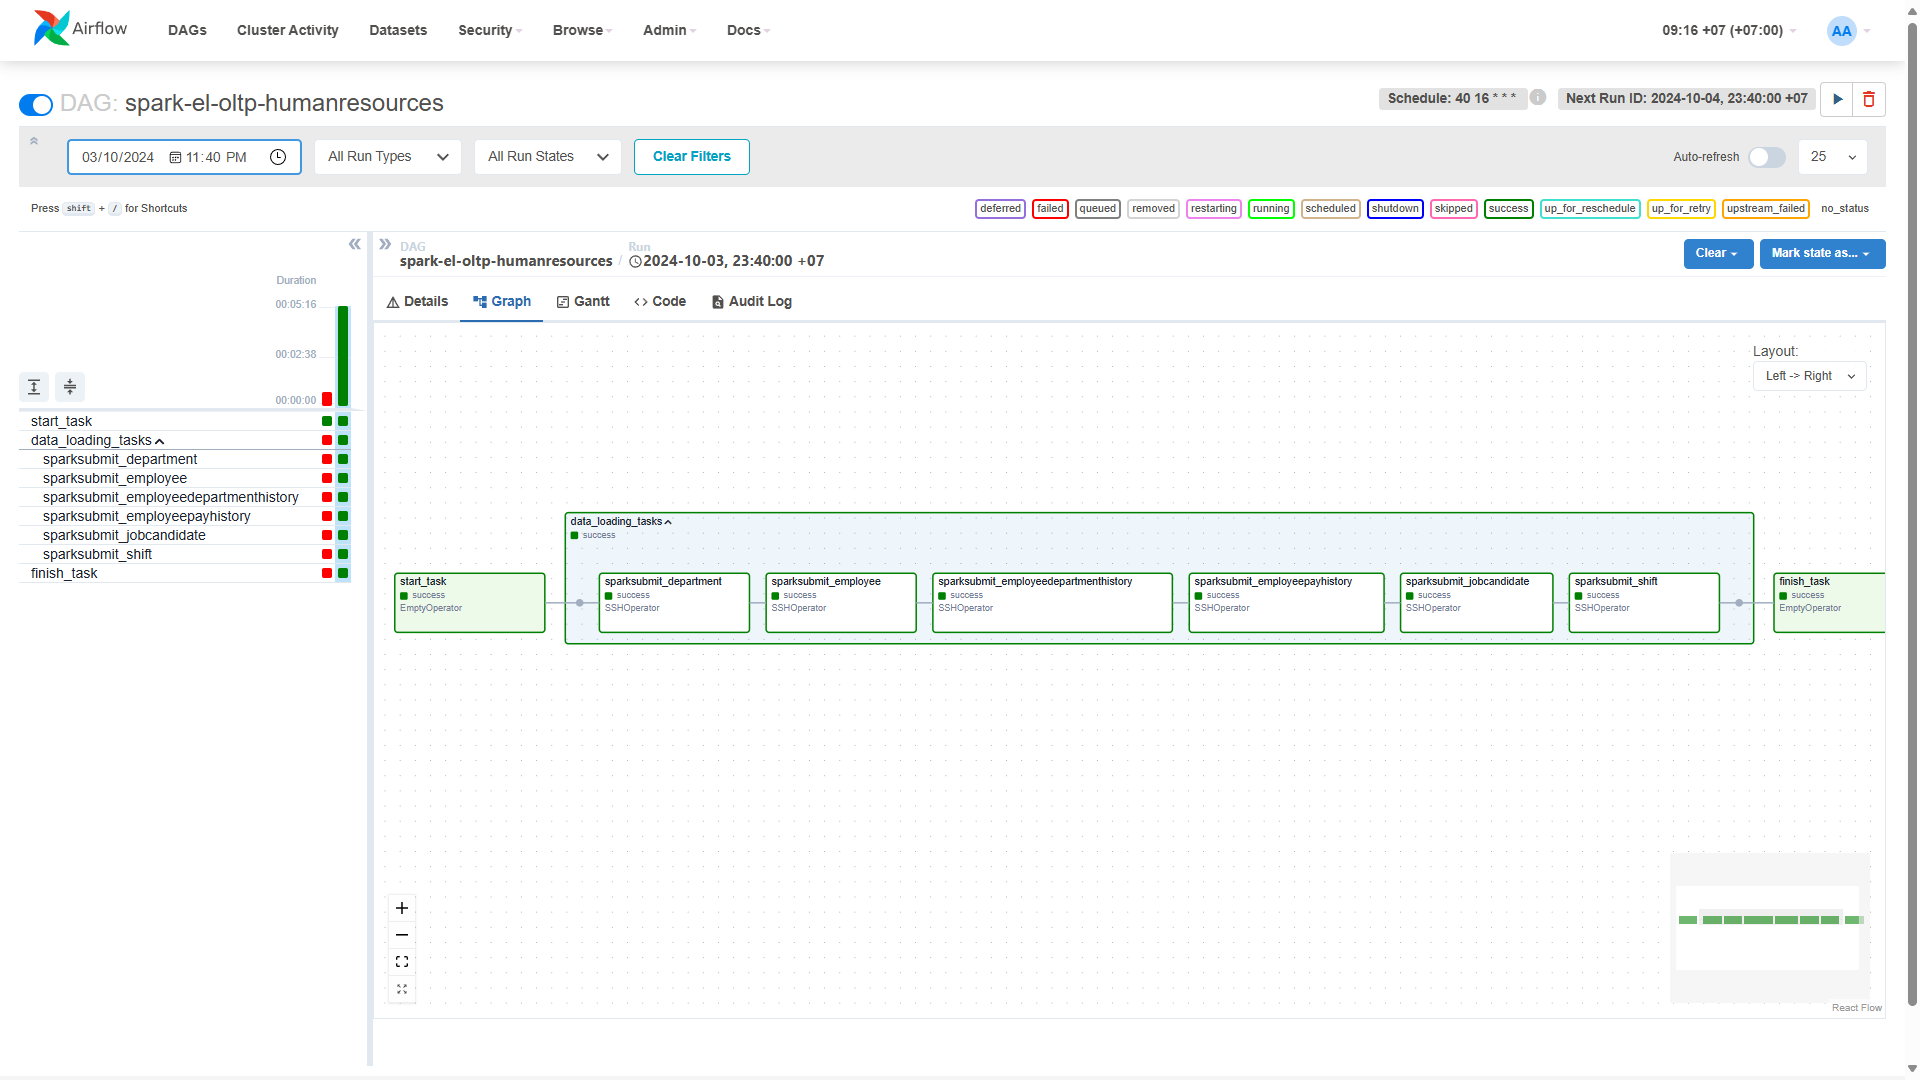 Airflow
DAGs Cluster Activity Datasets Security Browse Admin Docs
09:16 +07 (+07:00)
AA
DAG: spark-el-oltp-humanresources
Schedule: 40 16 * * *
Next Run ID: 2024-10-04, 23:40:00 +07
03/10/2024 11:40 PM
All Run Types
All Run States
Clear Filters
Auto-refresh
25
Press shift + / for Shortcuts
deferred failed queued removed restarting running scheduled shutdown skipped success up_for_reschedule up_for_retry upstream_failed no_status
Duration
00:05:16
00:02:38
00:00:00
start_task
data_loading_tasks
sparksubmit_department
sparksubmit_employee
sparksubmit_employeedepartmenthistory
sparksubmit_employeepayhistory
sparksubmit_jobcandidate
sparksubmit_shift
finish_task
DAG
spark-el-oltp-humanresources
/
Run
2024-10-03, 23:40:00 +07
Clear
Mark state as...
Details Graph Gantt Code Audit Log
Layout:
Left -> Right
data_loading_tasks
success
start_task
success
EmptyOperator
sparksubmit_department
success
SSHOperator
sparksubmit_employee
success
SSHOperator
sparksubmit_employeedepartmenthistory
success
SSHOperator
sparksubmit_employeepayhistory
success
SSHOperator
sparksubmit_jobcandidate
success
SSHOperator
sparksubmit_shift
success
SSHOperator
finish_task
success
EmptyOperator
React Flow